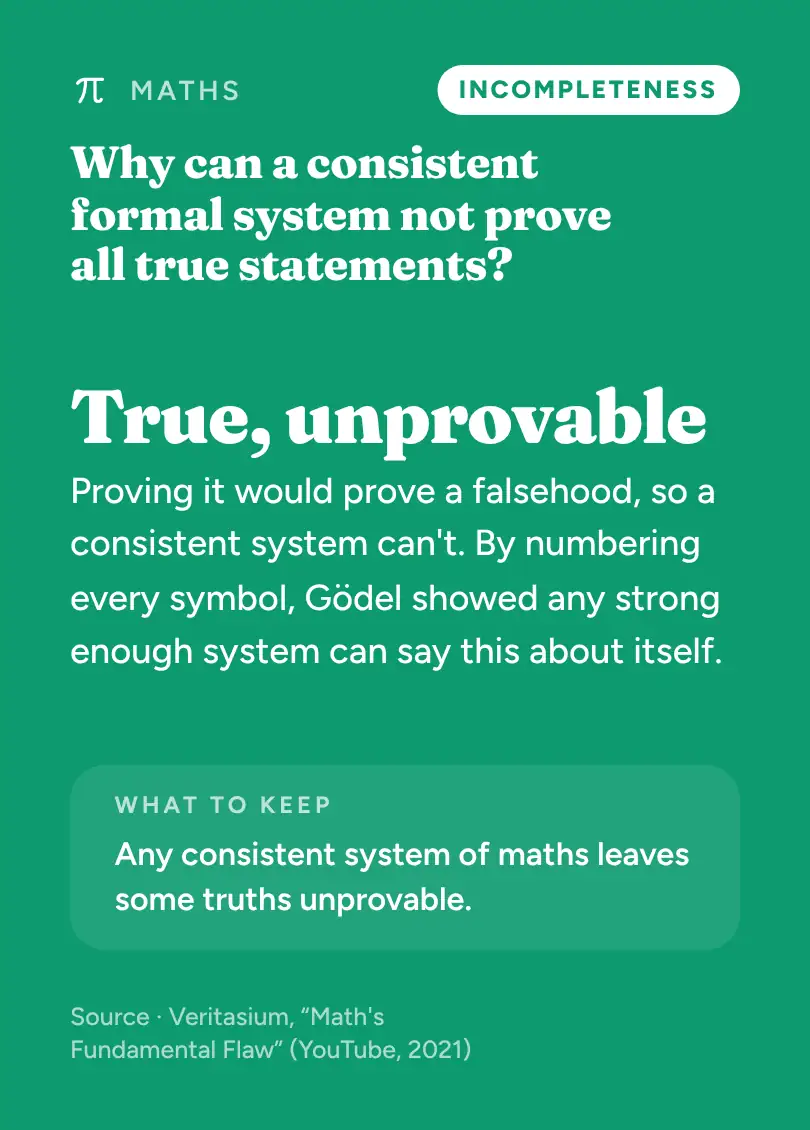 π MATHS
INCOMPLETENESS
Why can a consistent
formal system not prove
all true statements?
True, unprovable
Proving it would prove a falsehood, so a
consistent system can't. By numbering
every symbol, Gödel showed any strong
enough system can say this about itself.
WHAT TO KEEP
Any consistent system of maths leaves
some truths unprovable.
Source · Veritasium, “Math's
Fundamental Flaw” (YouTube, 2021)